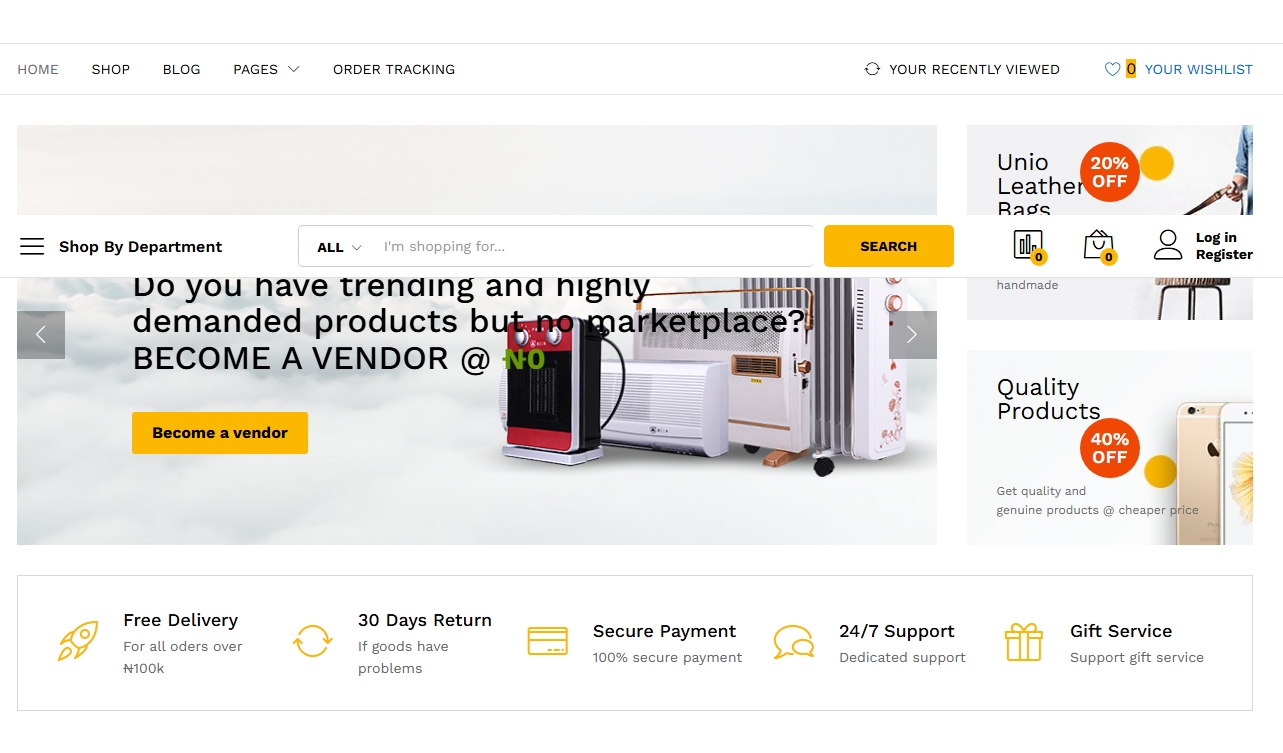 HOME SHOP BLOG PAGES ORDER TRACKING YOUR RECENTLY VIEWED 0 YOUR WISHLIST
Unio
Leather
Bags
20%
OFF
Shop By Department ALL I'm shopping for... SEARCH 0 0 Log in
Register
handmade
Do you have trending and highly
demanded products but no marketplace?
BECOME A VENDOR @ ₦0
Become a vendor
Quality
Products
40%
OFF
Get quality and
genuine products @ cheaper price
Free Delivery
For all oders over
₦100k
30 Days Return
If goods have
problems
Secure Payment
100% secure payment
24/7 Support
Dedicated support
Gift Service
Support gift service